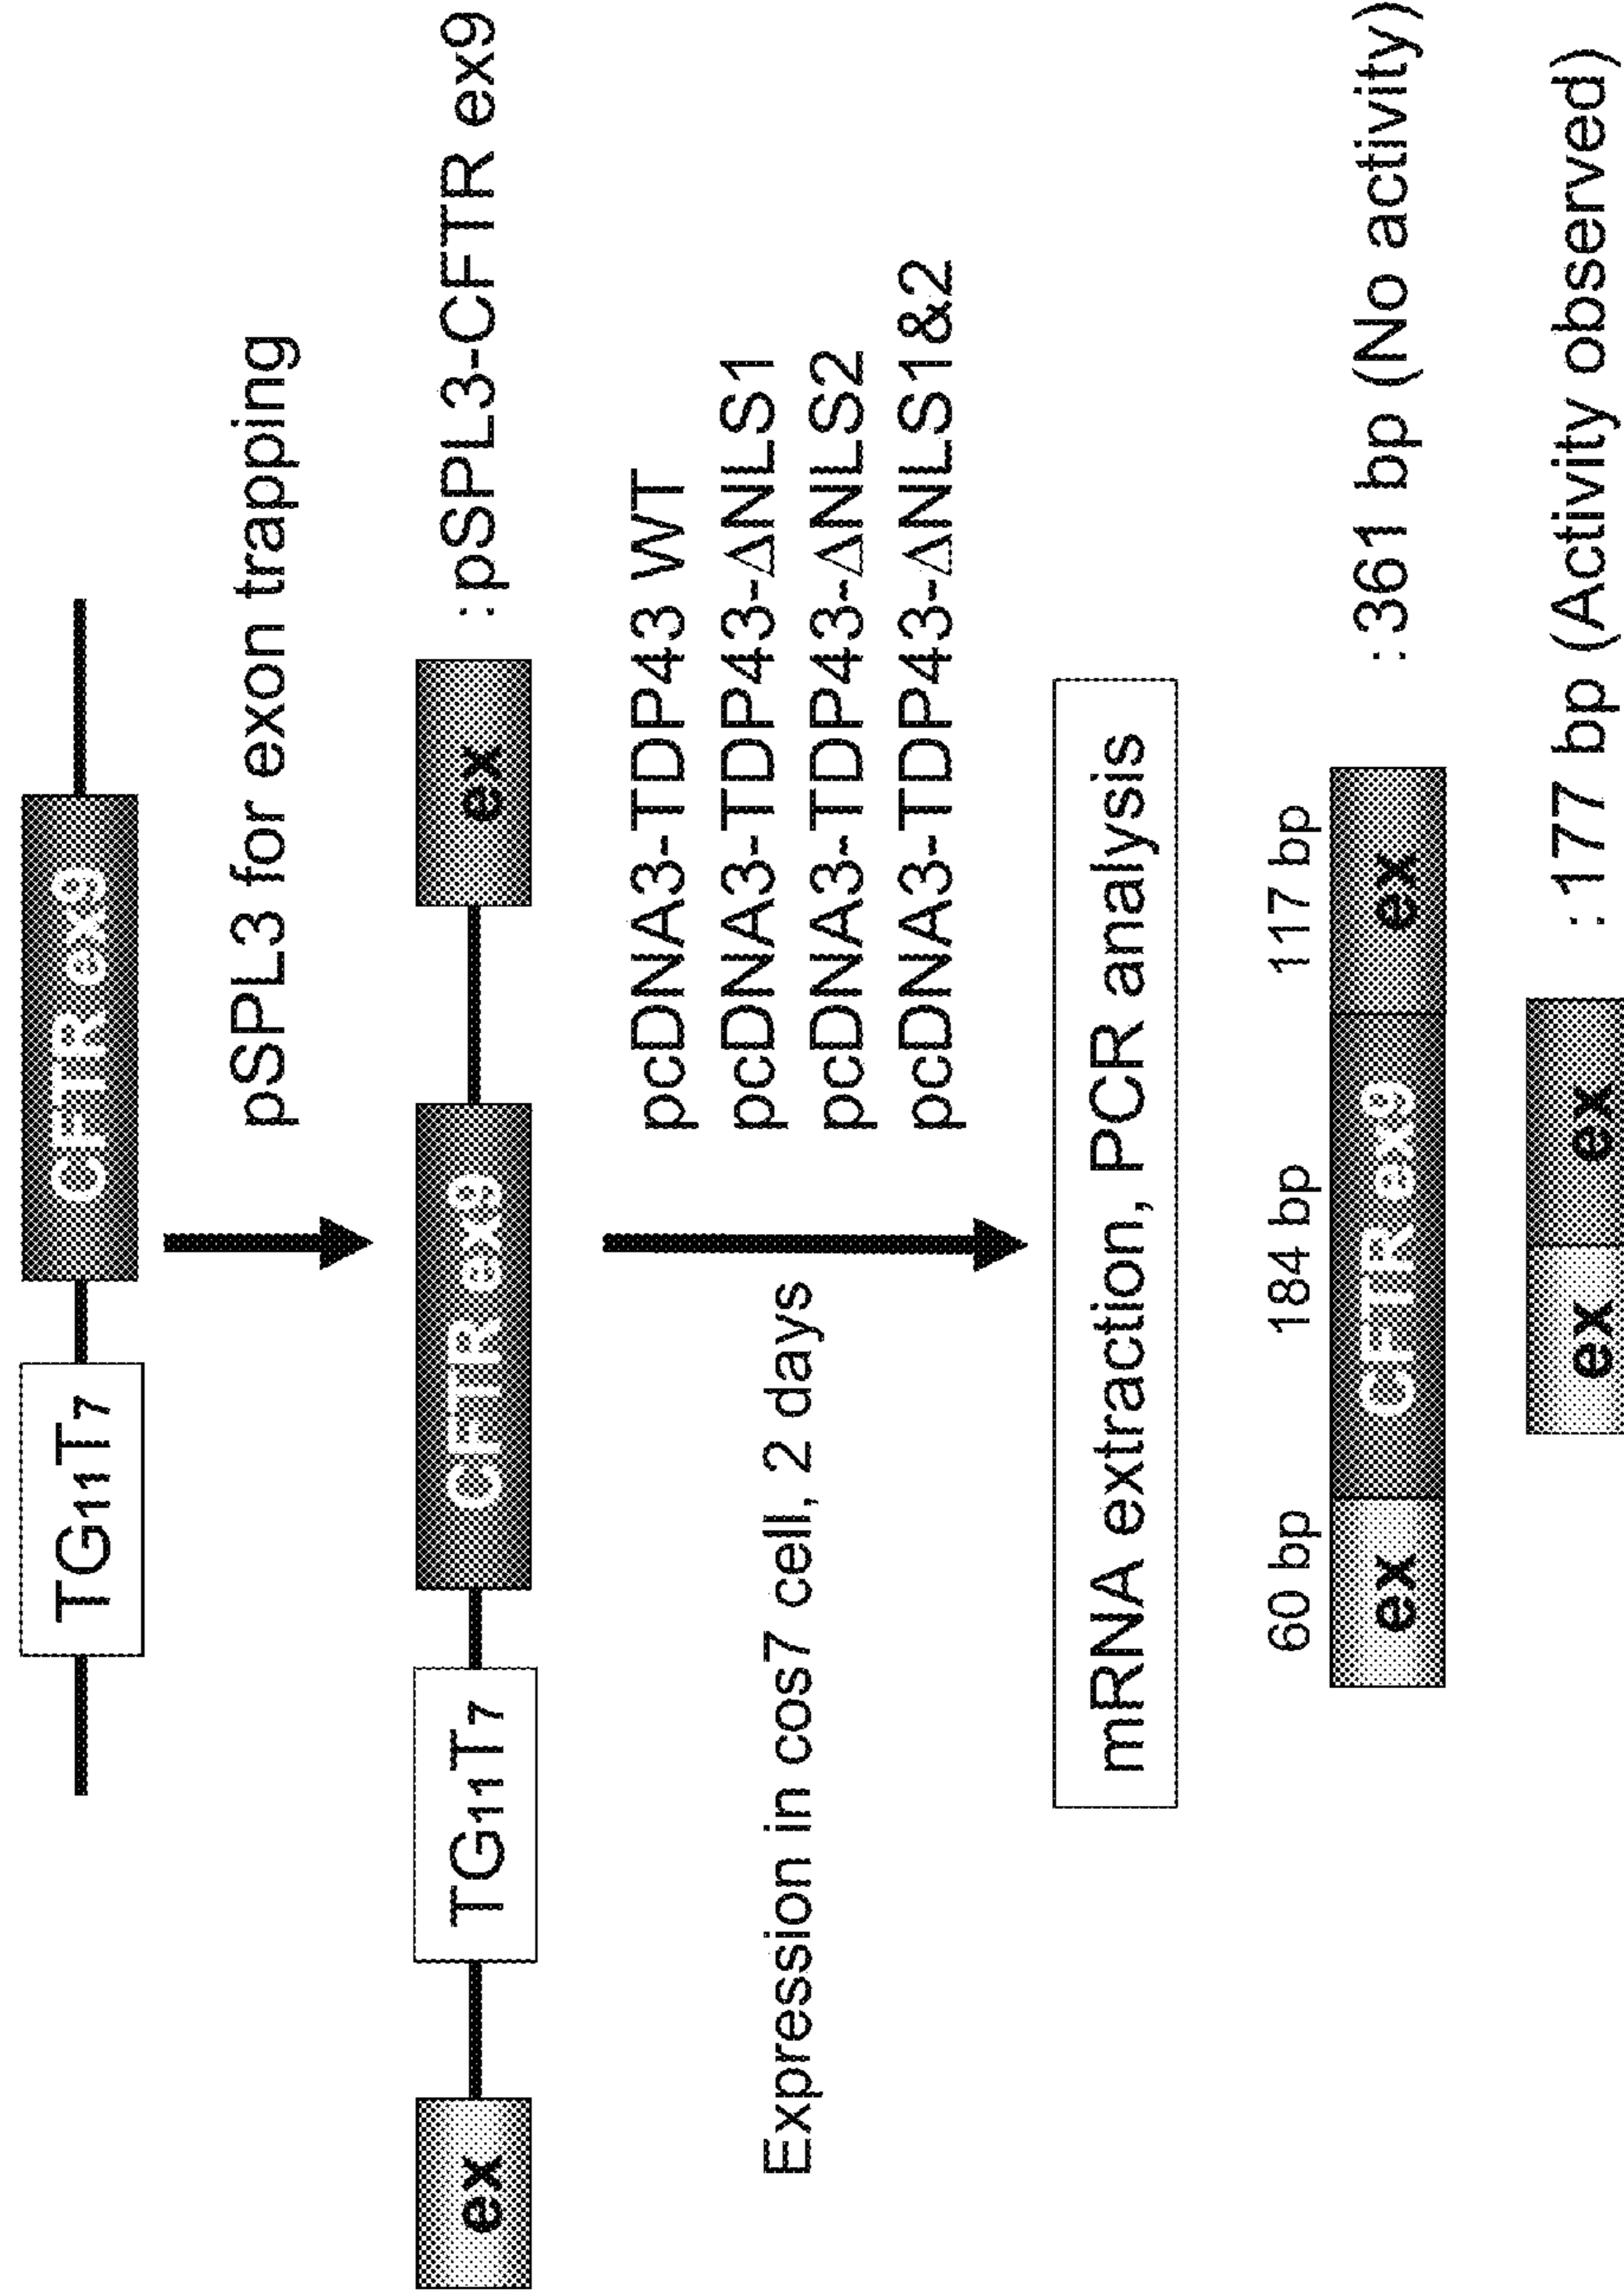 TG11T7 CFTR ex9
pSPL3 for exon trapping
ex TG11T7 CFTR ex9 ex : pSPL3-CFTR ex9
Expression in cos7 cell, 2 days
pcDNA3-TDP43 WT
pcDNA3-TDP43-ΔNLS1
pcDNA3-TDP43-ΔNLS2
pcDNA3-TDP43-ΔNLS1&2
mRNA extraction, PCR analysis
60 bp 184 bp 117 bp
ex CFTR ex9 ex : 361 bp (No activity)
ex ex : 177 bp (Activity observed)